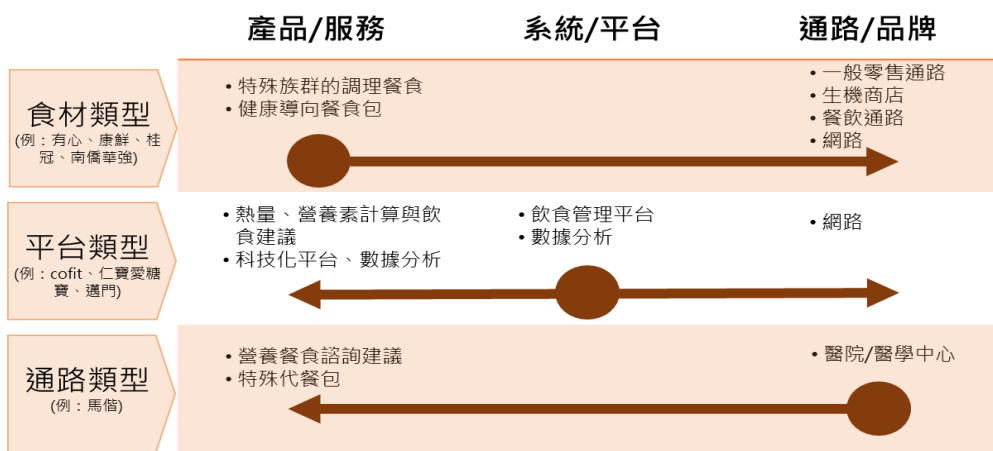 產品/服務
系統/平台
通路/品牌
食材類型
(例：有心、康鮮、桂
冠、南僑華強)
• 特殊族群的調理餐食
• 健康導向餐食包
• 一般零售通路
• 生機商店
• 餐飲通路
• 網路
平台類型
(例：cofit、仁寶愛糖
寶、邁門)
• 熱量、營養素計算與飲
食建議
• 科技化平台、數據分析
• 飲食管理平台
• 數據分析
• 網路
通路類型
(例：馬偕)
• 營養餐食諮詢建議
• 特殊代餐包
• 醫院/醫學中心